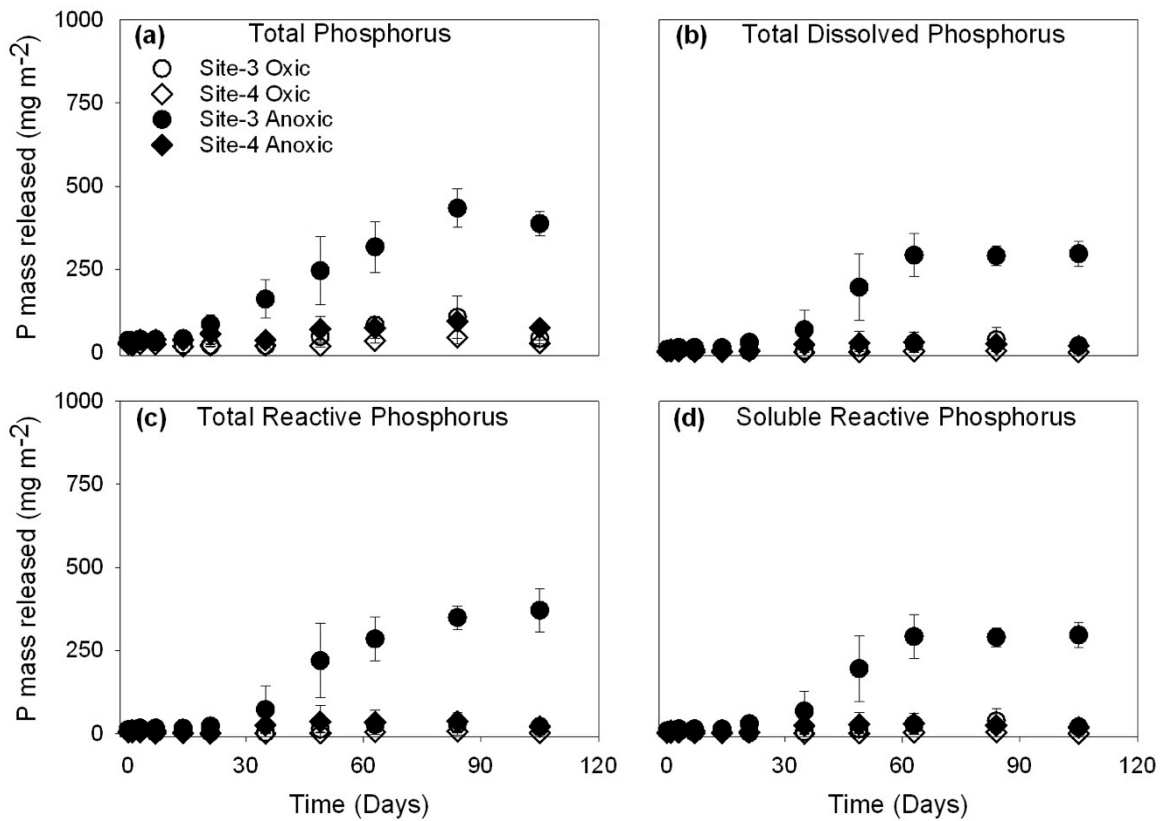 (a) Total Phosphorus
Site-3 Oxic
Site-4 Oxic
Site-3 Anoxic
Site-4 Anoxic
P mass released (mg m-2)
1000
750
500
250
0
(b) Total Dissolved Phosphorus
(c) Total Reactive Phosphorus
P mass released (mg m-2)
1000
750
500
250
0
0 30 60 90 120
Time (Days)
(d) Soluble Reactive Phosphorus
0 30 60 90 120
Time (Days)